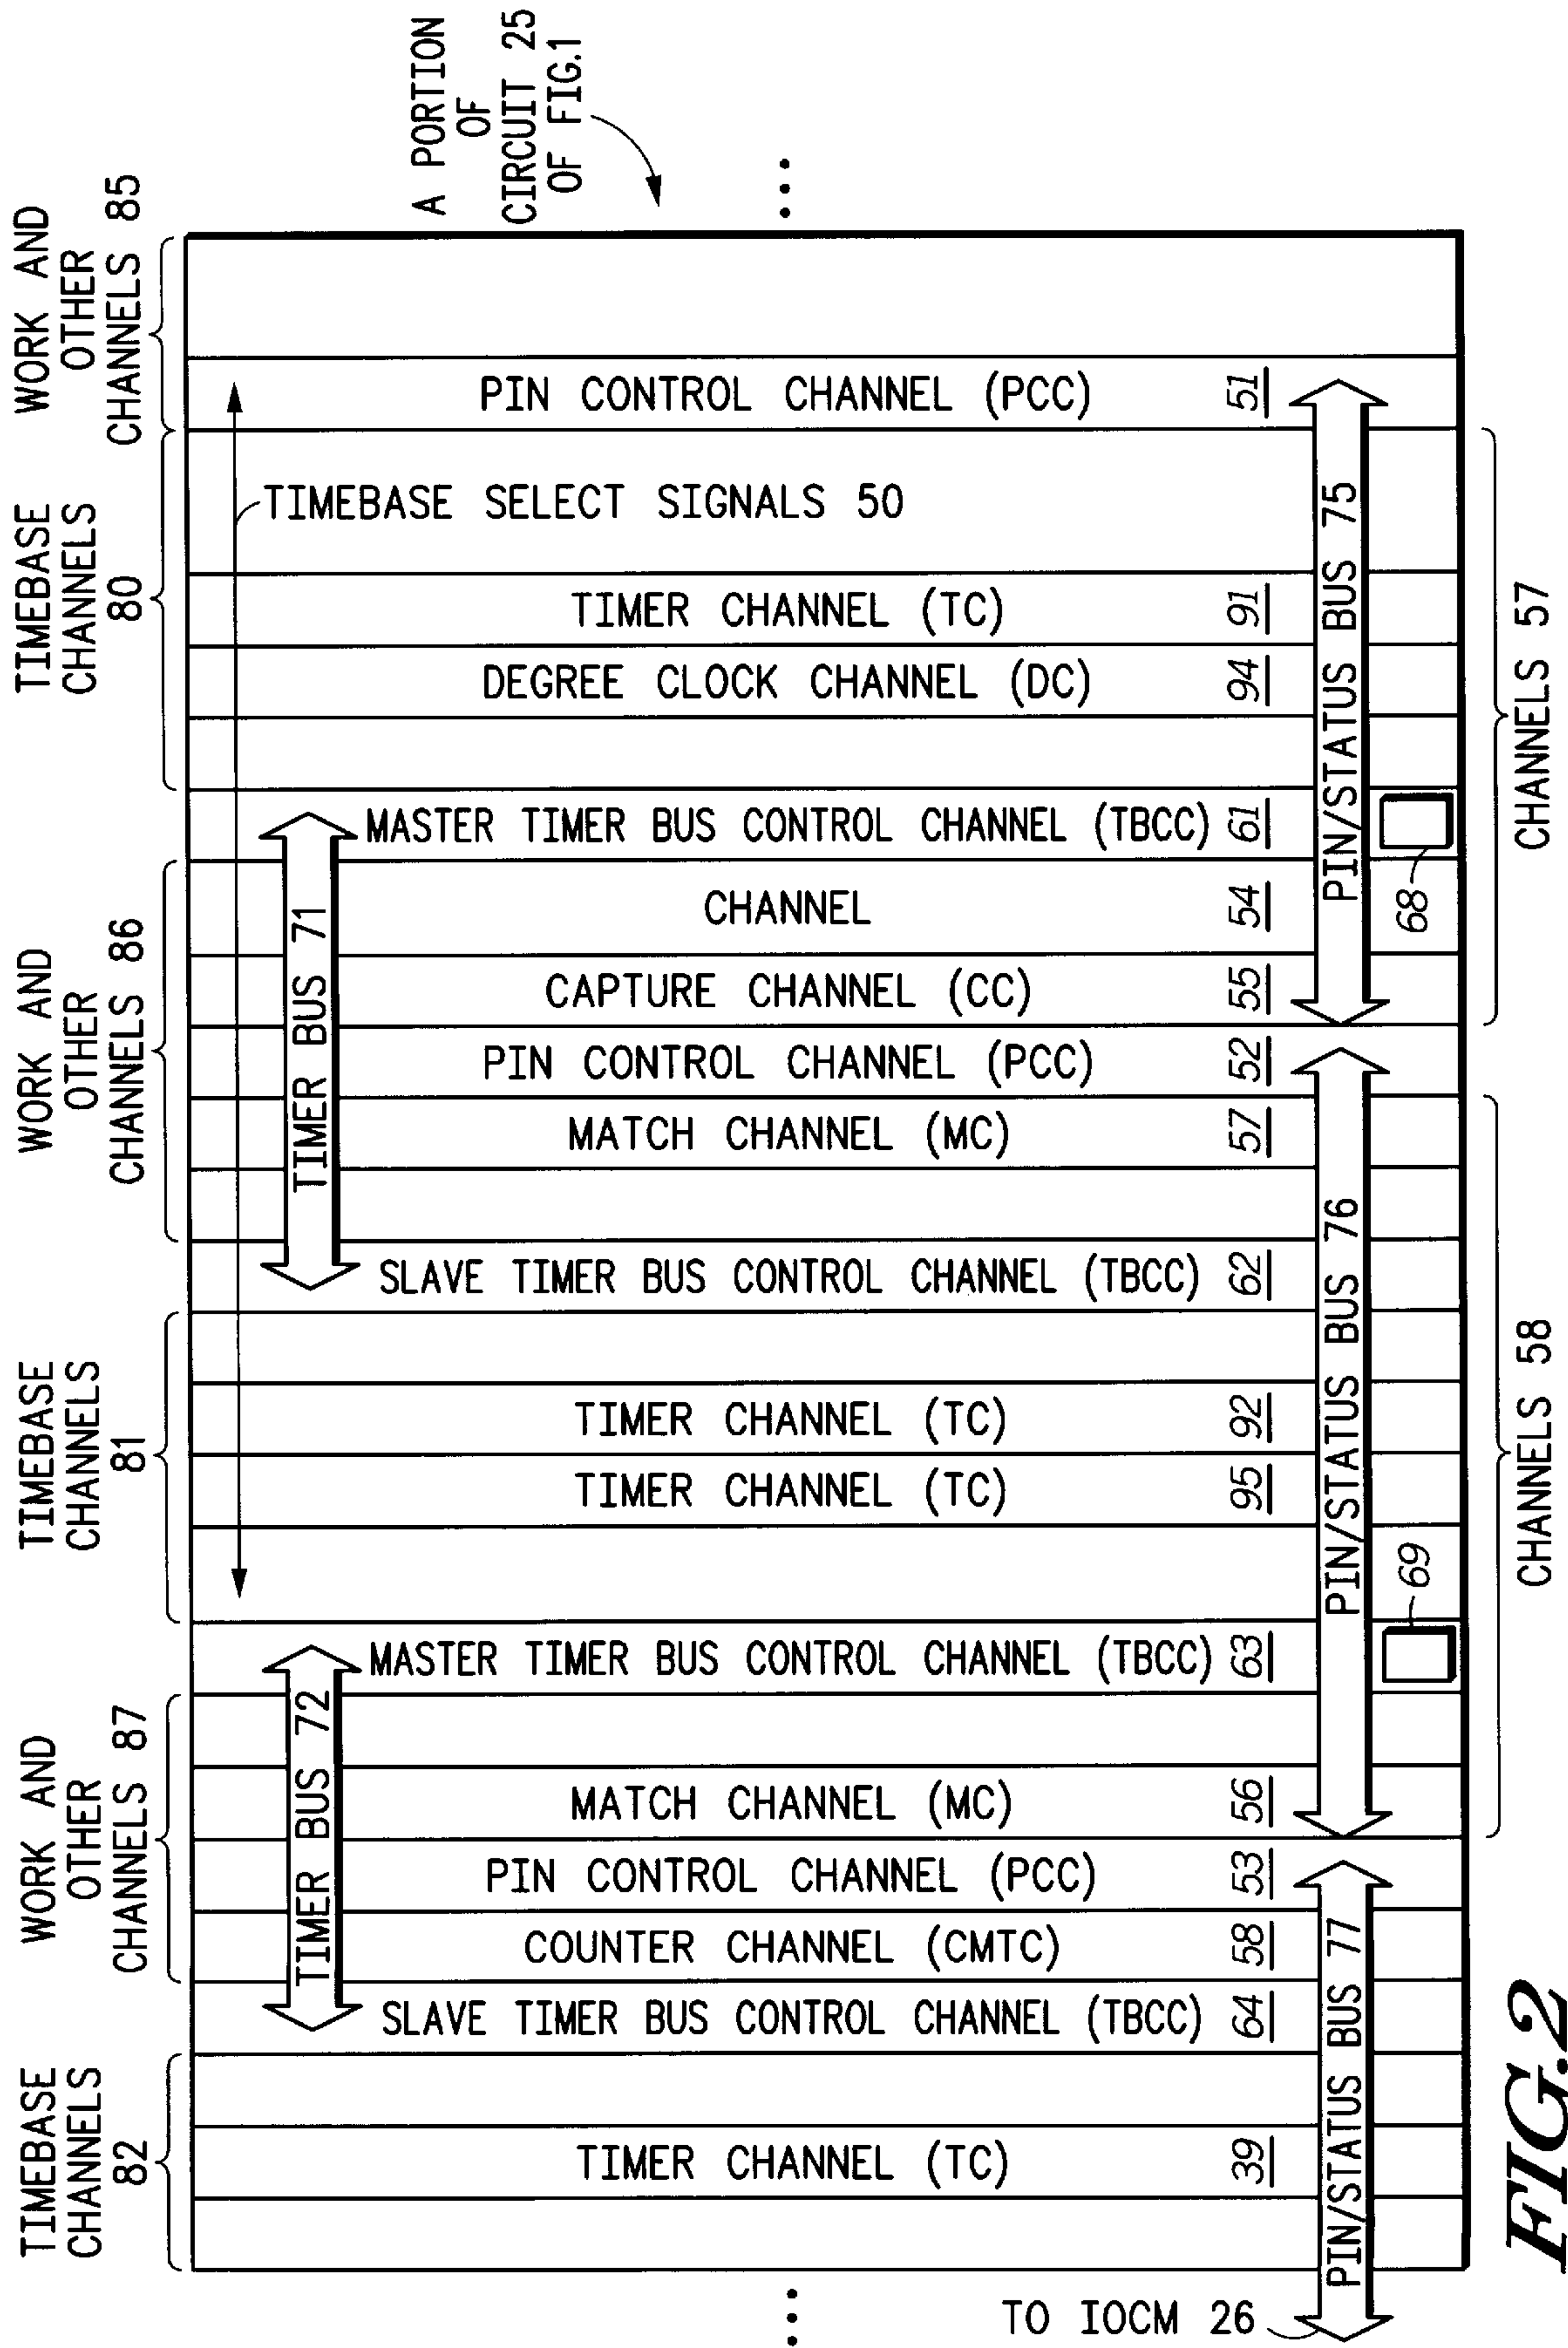 WORK AND
OTHER
CHANNELS 85
TIMEBASE
CHANNELS
80
WORK AND
OTHER
CHANNELS 86
TIMEBASE
CHANNELS
81
WORK AND
OTHER
CHANNELS 87
TIMEBASE
CHANNELS
82
A PORTION
OF
CIRCUIT 25
OF FIG.1
...
PIN CONTROL CHANNEL (PCC) 51
TIMEBASE SELECT SIGNALS 50
TIMER CHANNEL (TC) 91
DEGREE CLOCK CHANNEL (DC) 94
MASTER TIMER BUS CONTROL CHANNEL (TBCC) 61
CHANNEL 54
CAPTURE CHANNEL (CC) 55
PIN CONTROL CHANNEL (PCC) 52
MATCH CHANNEL (MC) 57
SLAVE TIMER BUS CONTROL CHANNEL (TBCC) 62
TIMER CHANNEL (TC) 92
TIMER CHANNEL (TC) 95
MASTER TIMER BUS CONTROL CHANNEL (TBCC) 63
MATCH CHANNEL (MC) 56
PIN CONTROL CHANNEL (PCC) 53
COUNTER CHANNEL (CMTC) 58
SLAVE TIMER BUS CONTROL CHANNEL (TBCC) 64
TIMER CHANNEL (TC) 39
TIMER BUS 71
TIMER BUS 72
PIN/STATUS BUS 75
PIN/STATUS BUS 76
PIN/STATUS BUS 77
68
69
CHANNELS 57
CHANNELS 58
...
TO IOCM 26
FIG.2